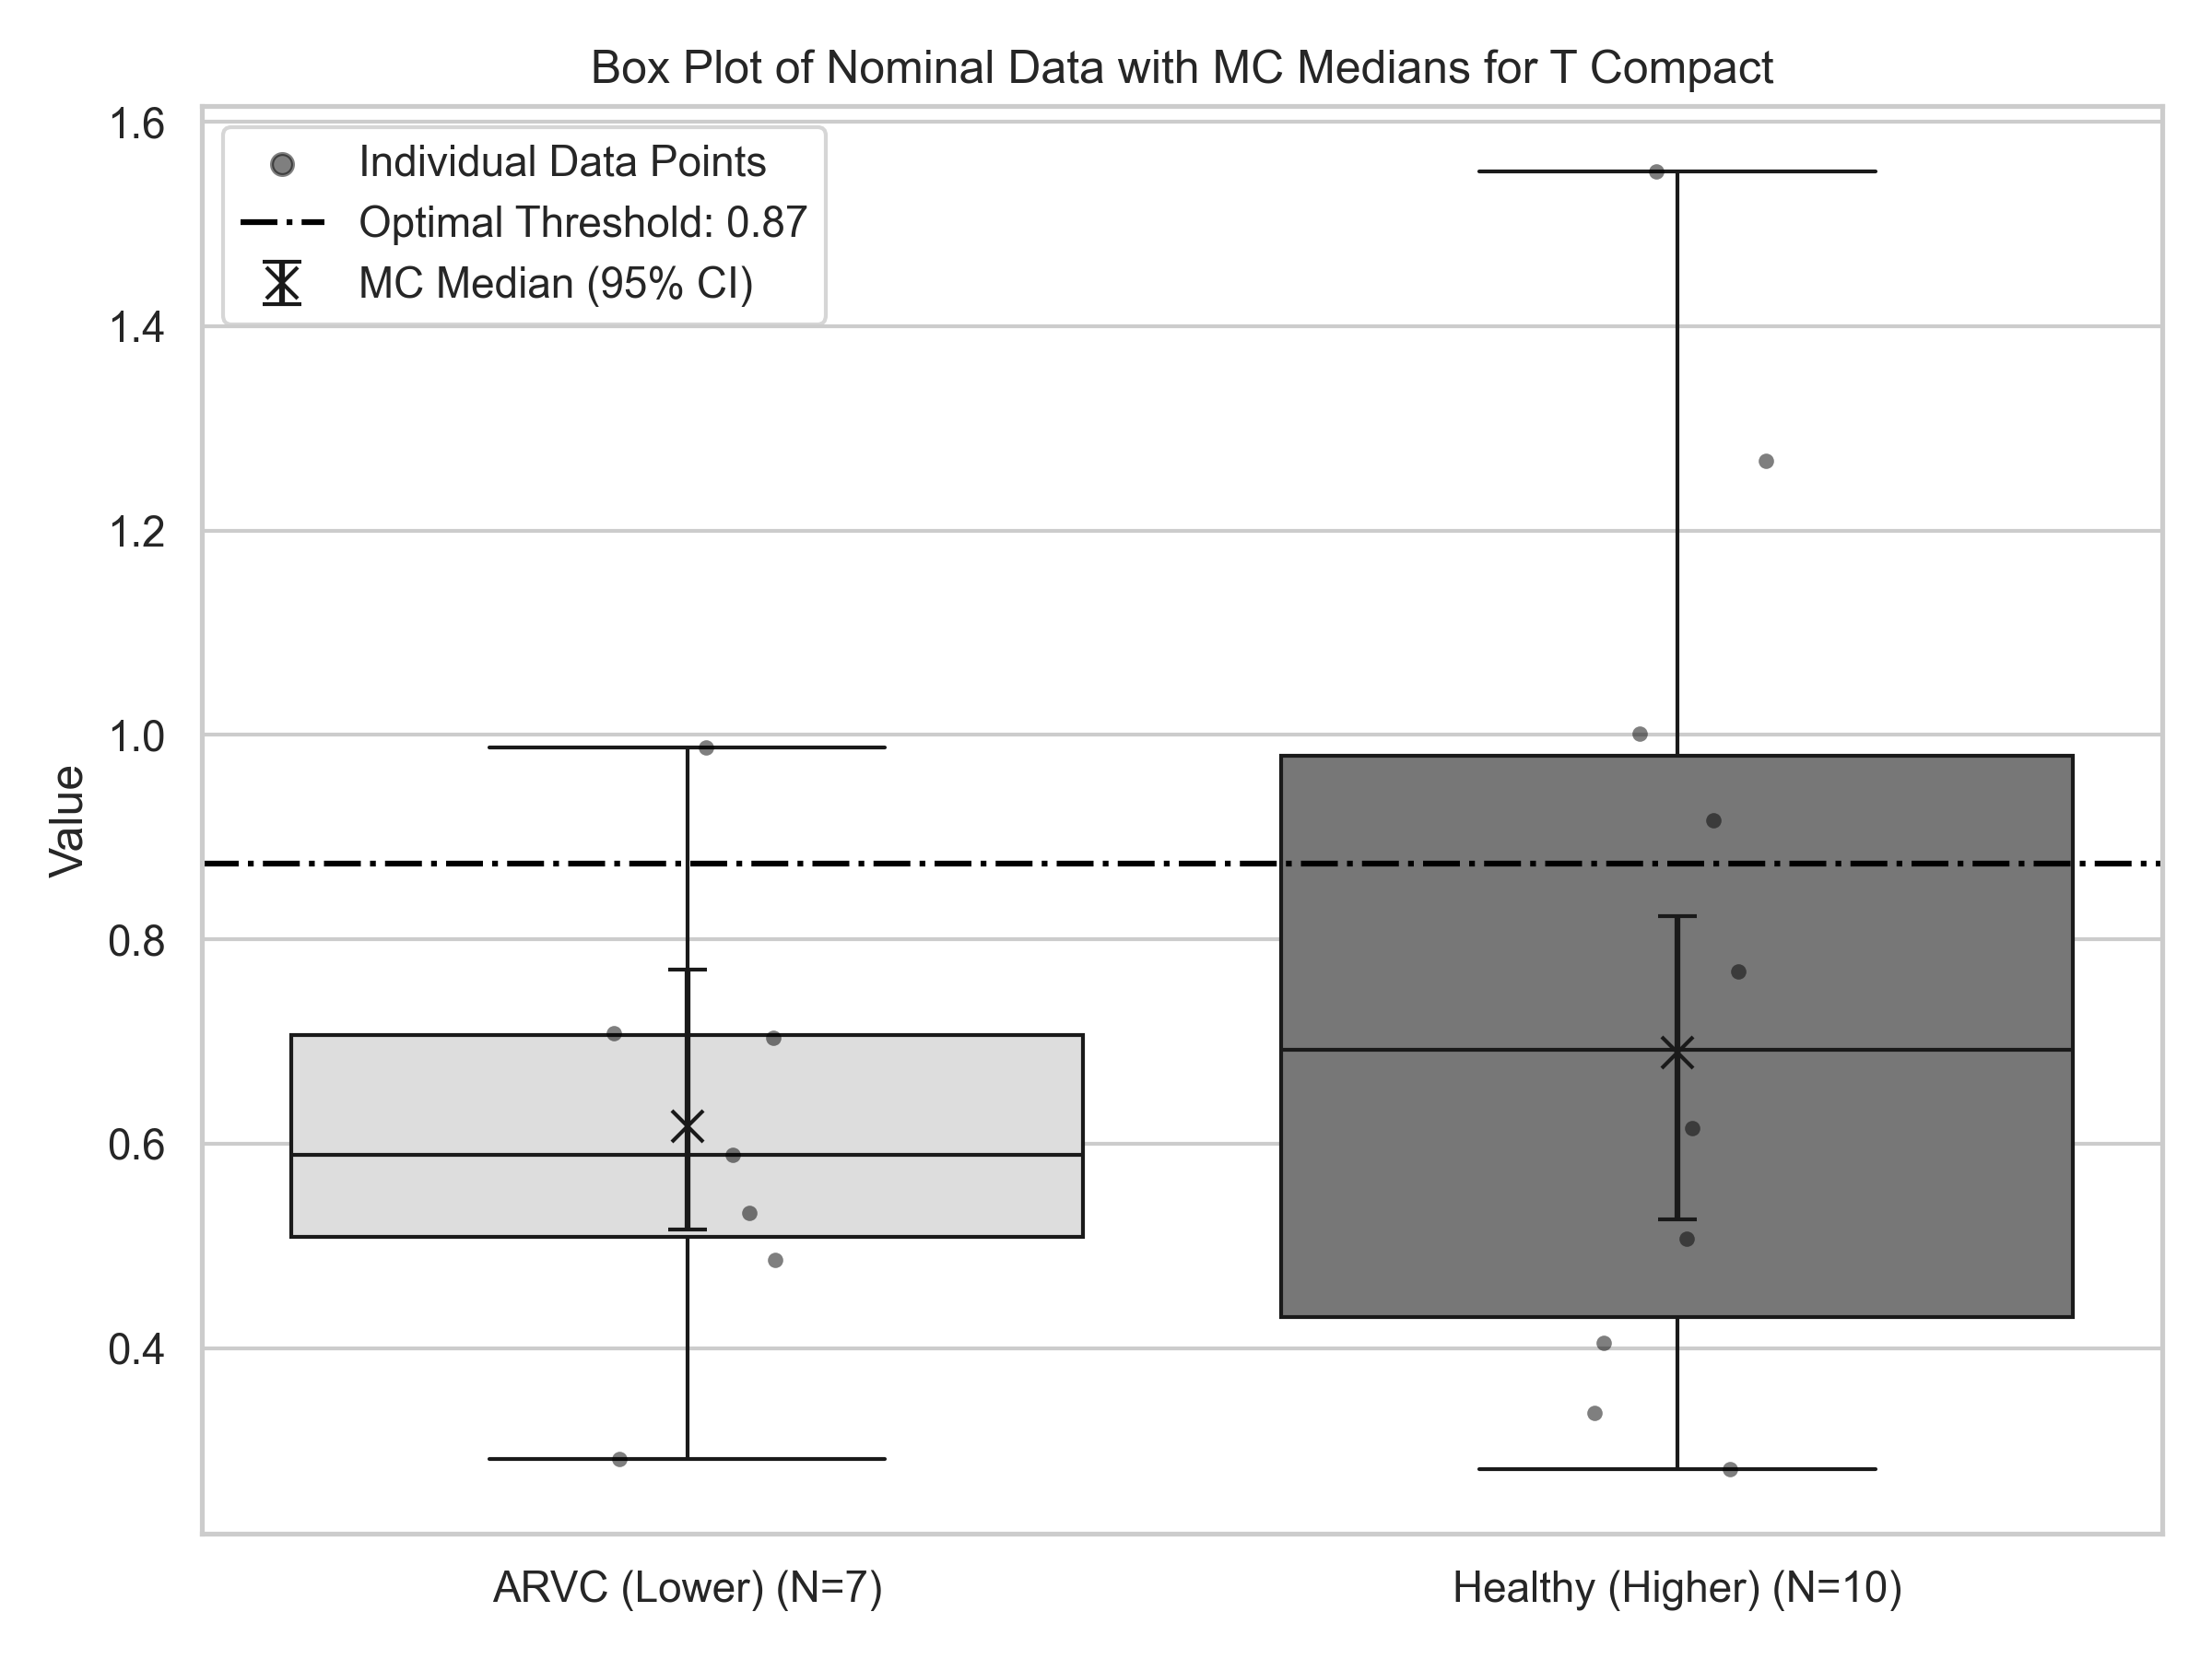 Box Plot of Nominal Data with MC Medians for T Compact
Individual Data Points
Optimal Threshold: 0.87
MC Median (95% CI)
Value
1.6
1.4
1.2
1.0
0.8
0.6
0.4
ARVC (Lower) (N=7)
Healthy (Higher) (N=10)